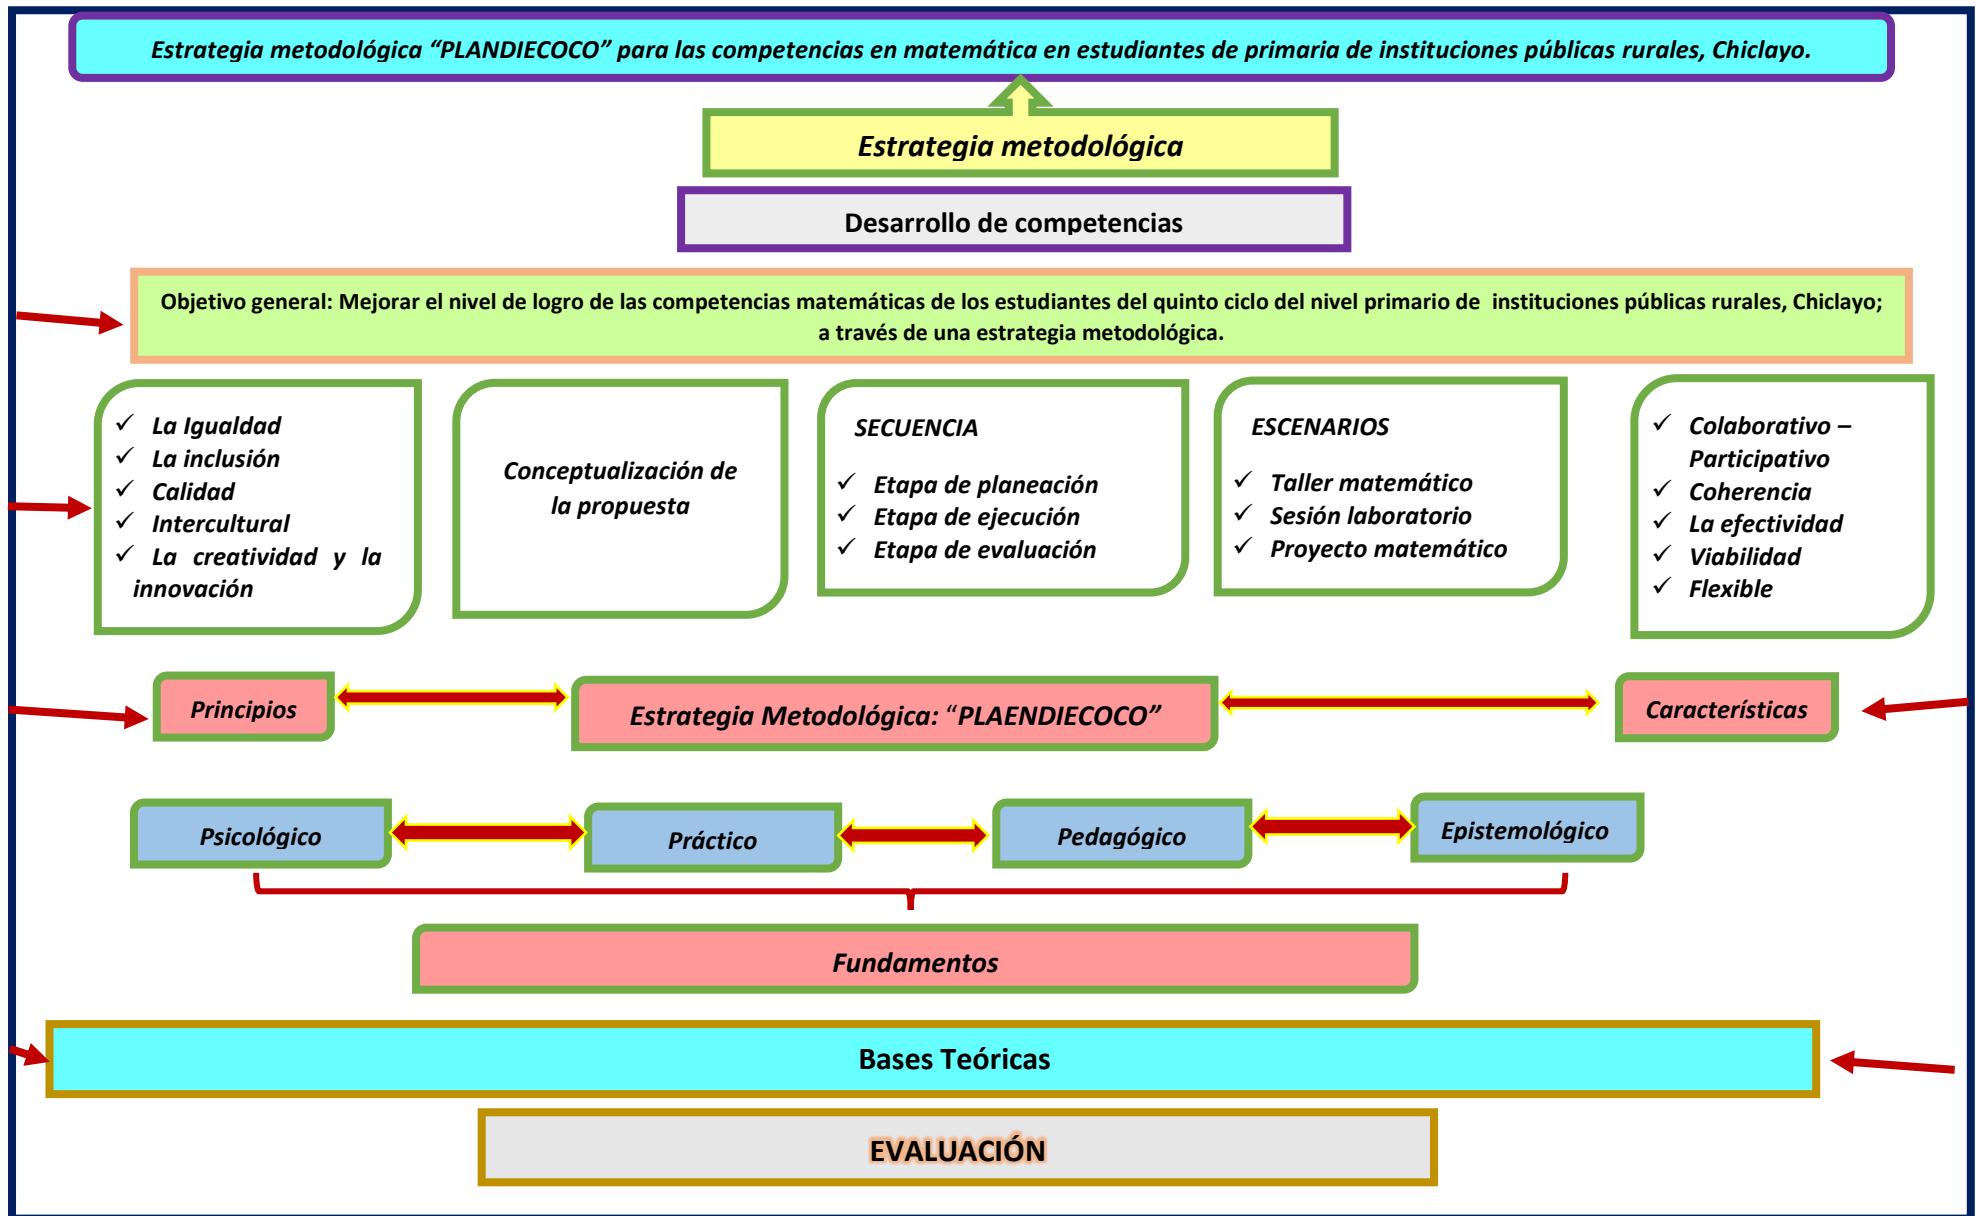 Estrategia metodológica “PLANDIECOCO” para las competencias en matemática en estudiantes de primaria de instituciones públicas rurales, Chiclayo.
Estrategia metodológica
Desarrollo de competencias
Objetivo general: Mejorar el nivel de logro de las competencias matemáticas de los estudiantes del quinto ciclo del nivel primario de instituciones públicas rurales, Chiclayo;
a través de una estrategia metodológica.
✓ La Igualdad
✓ La inclusión
✓ Calidad
✓ Intercultural
✓ La creatividad y la
innovación
Conceptualización de
la propuesta
SECUENCIA
✓ Etapa de planeación
✓ Etapa de ejecución
✓ Etapa de evaluación
ESCENARIOS
✓ Taller matemático
✓ Sesión laboratorio
✓ Proyecto matemático
✓ Colaborativo –
Participativo
✓ Coherencia
✓ La efectividad
✓ Viabilidad
✓ Flexible
Principios
Estrategia Metodológica: “PLAENDIECOCO”
Características
Psicológico
Práctico
Pedagógico
Epistemológico
Fundamentos
Bases Teóricas
EVALUACIÓN